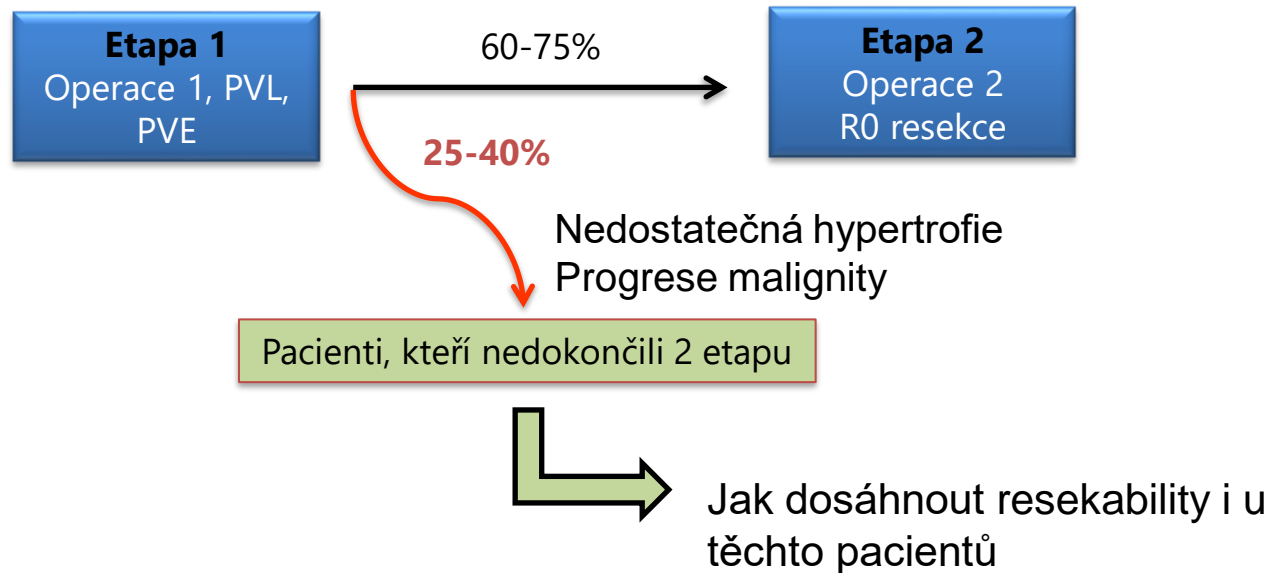 Etapa 1
Operace 1, PVL,
PVE
60-75%
Etapa 2
Operace 2
R0 resekce
25-40%
Nedostatečná hypertrofie
Progrese malignity
Pacienti, kteří nedokončili 2 etapu
Jak dosáhnout resekability i u
těchto pacientů